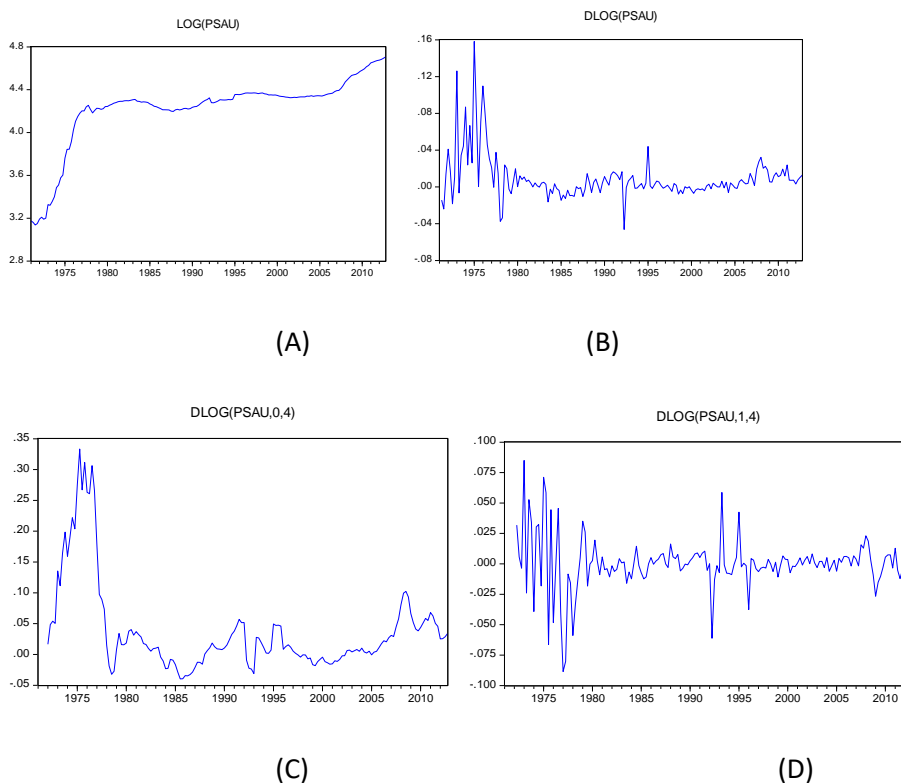 LOG(PSAU)
4.8
4.4
4.0
3.6
3.2
2.8
1975 1980 1985 1990 1995 2000 2005 2010
(A)
DLOG(PSAU)
.16
.12
.08
.04
.00
-.04
-.08
1975 1980 1985 1990 1995 2000 2005 2010
(B)
DLOG(PSAU,0,4)
.35
.30
.25
.20
.15
.10
.05
.00
-.05
1975 1980 1985 1990 1995 2000 2005 2010
(C)
DLOG(PSAU,1,4)
.100
.075
.050
.025
.000
-.025
-.050
-.075
-.100
1975 1980 1985 1990 1995 2000 2005 2010
(D)